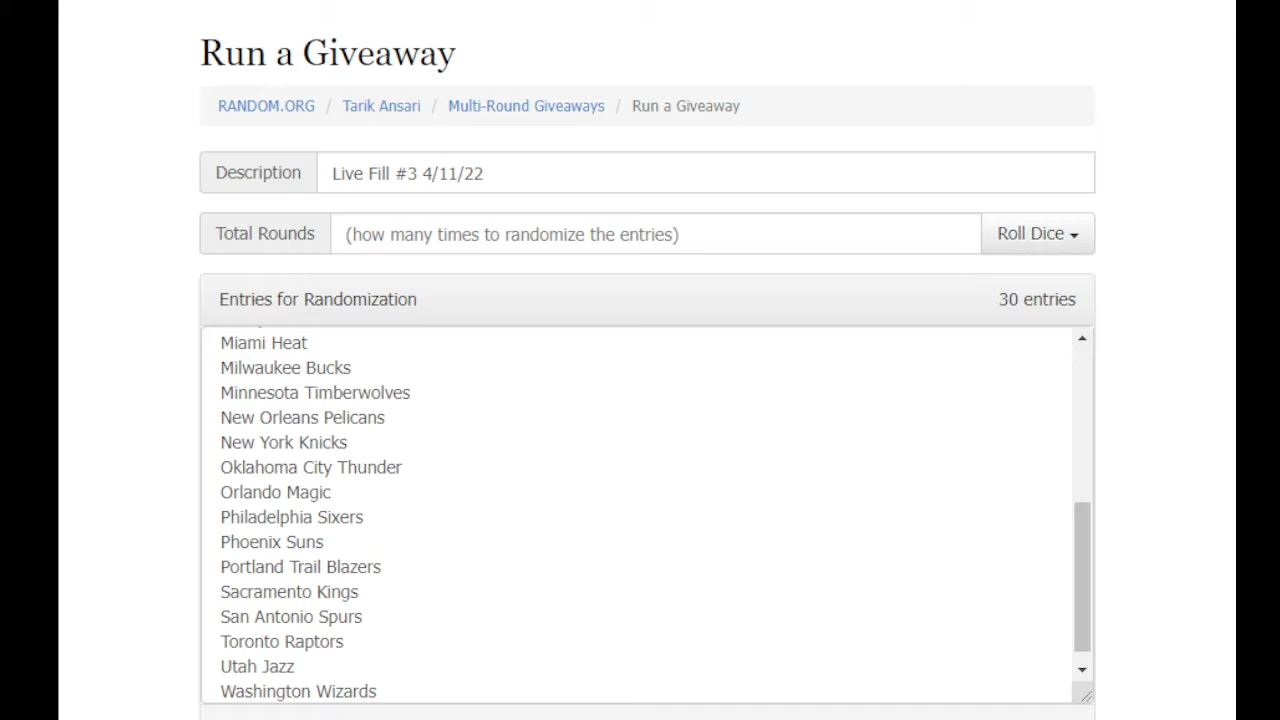 Run a Giveaway
RANDOM.ORG / Tarik Ansari / Multi-Round Giveaways / Run a Giveaway
Description Live Fill #3 4/11/22
Total Rounds (how many times to randomize the entries) Roll Dice
Entries for Randomization 30 entries
Miami Heat
Milwaukee Bucks
Minnesota Timberwolves
New Orleans Pelicans
New York Knicks
Oklahoma City Thunder
Orlando Magic
Philadelphia Sixers
Phoenix Suns
Portland Trail Blazers
Sacramento Kings
San Antonio Spurs
Toronto Raptors
Utah Jazz
Washington Wizards